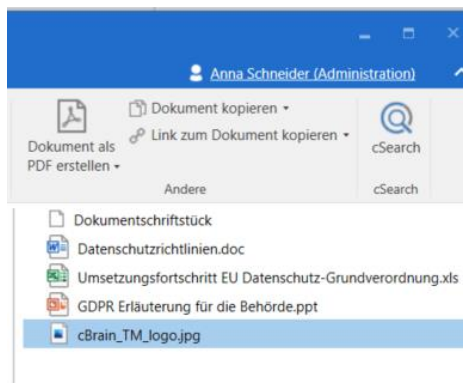 Anna Schneider (Administration)
Dokument als
PDF erstellen
Dokument kopieren
Link zum Dokument kopieren
cSearch
Andere
cSearch
Dokumentschriftstück
Datenschutzrichtlinien.doc
Umsetzungsfortschritt EU Datenschutz-Grundverordnung.xls
GDPR Erläuterung für die Behörde.ppt
cBrain_TM_logo.jpg